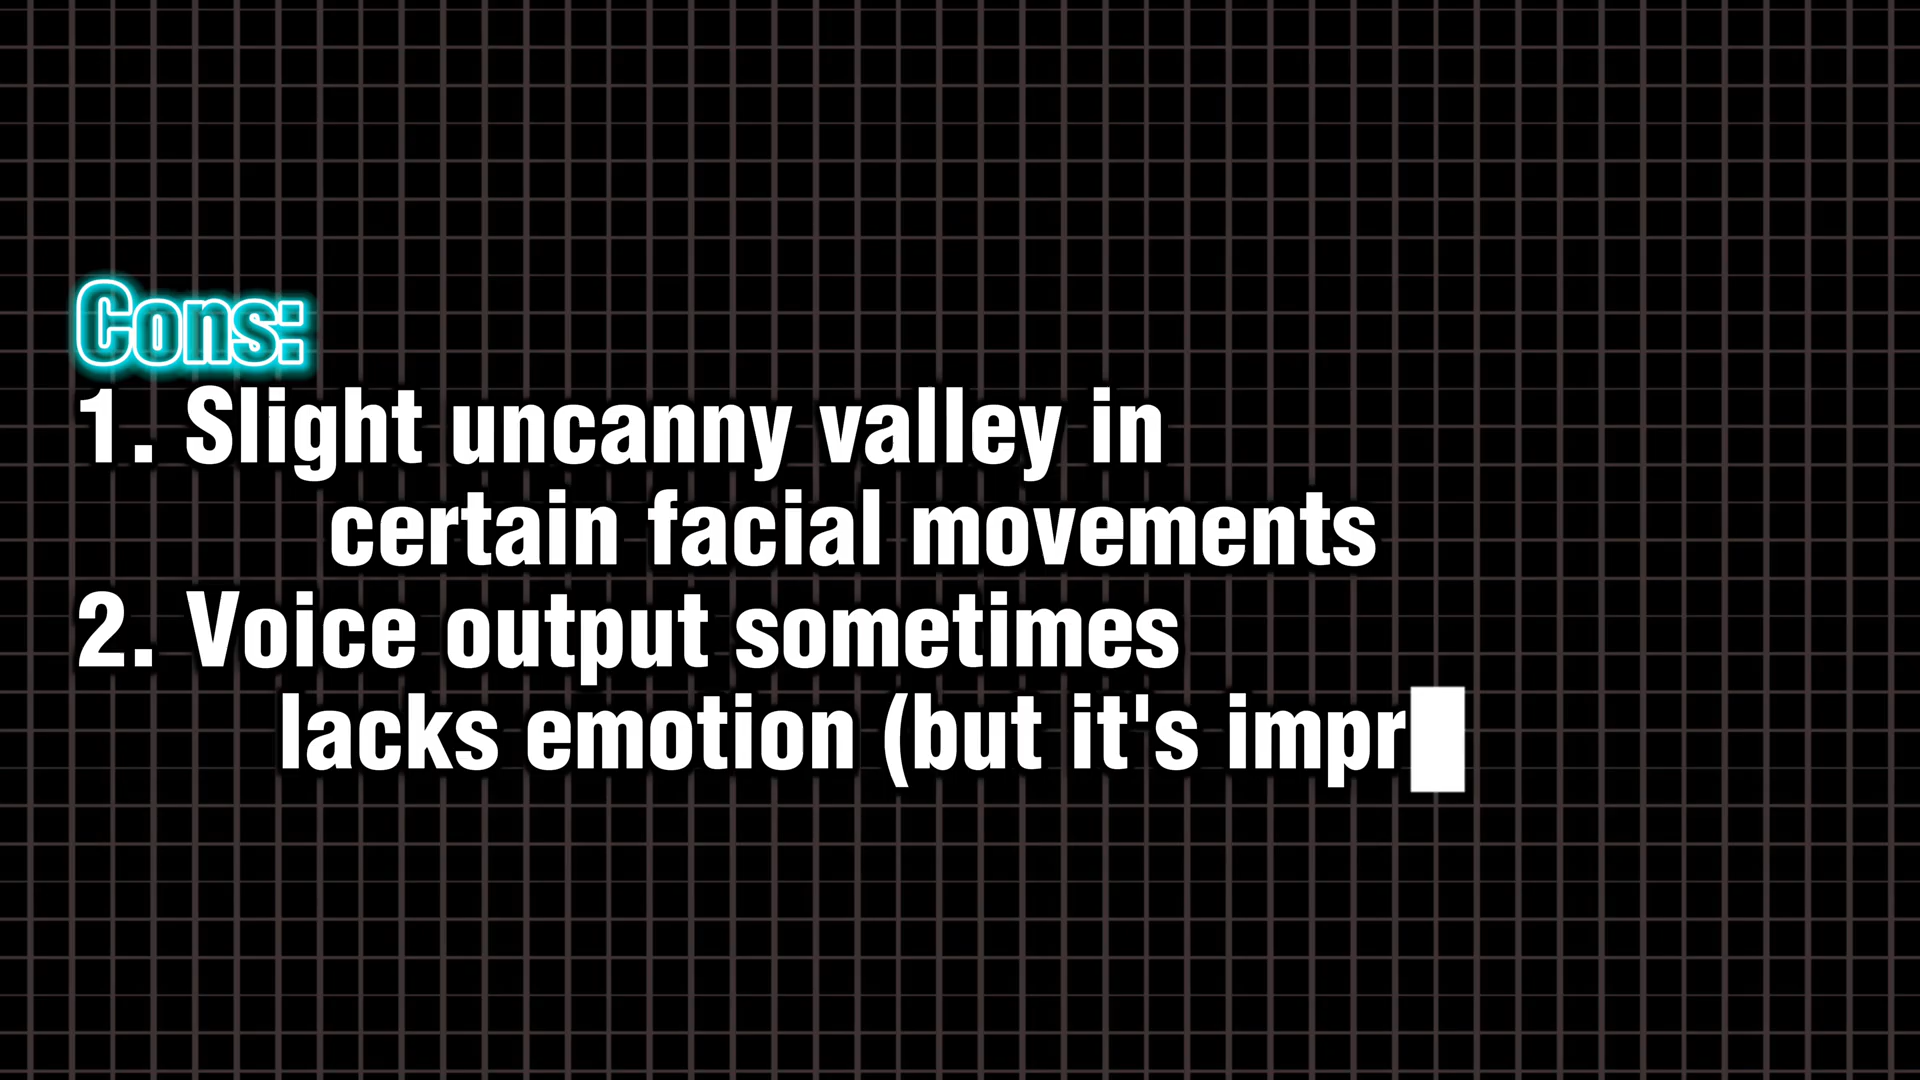 Cons:
1. Slight uncanny valley in
certain facial movements
2. Voice output sometimes
lacks emotion (but it's impr